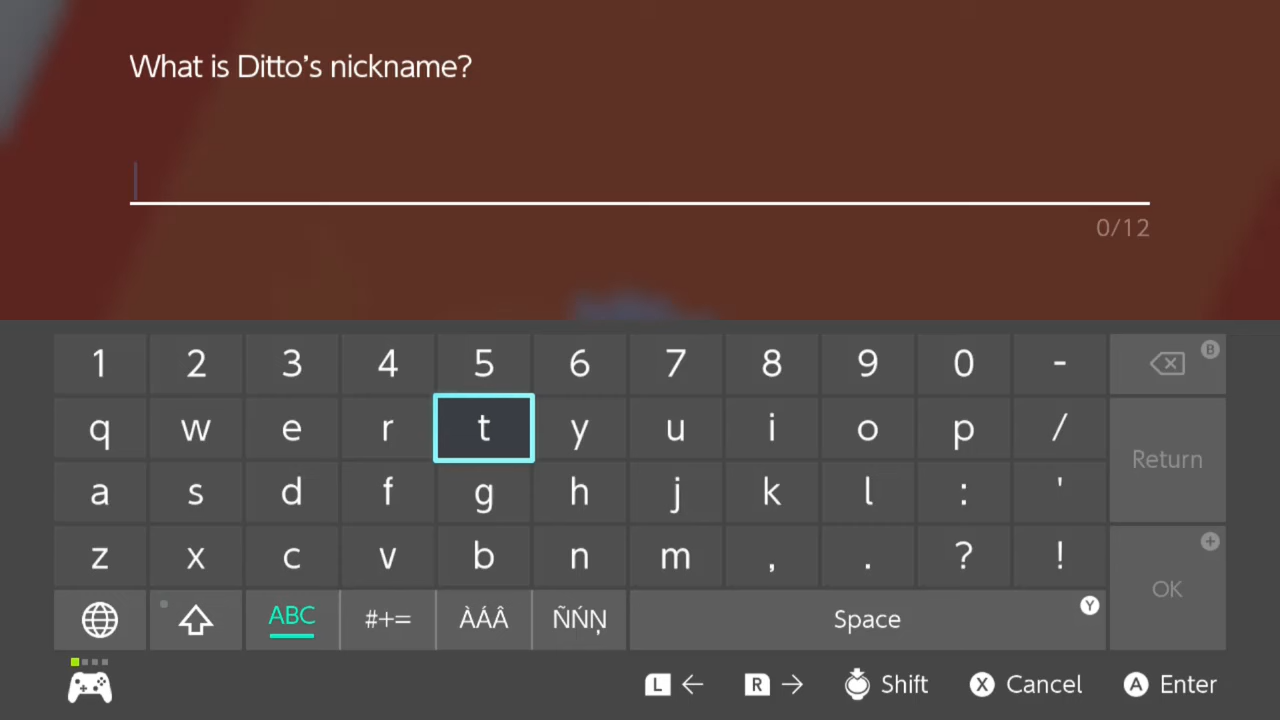 What is Ditto's nickname?
0/12
1 2 3 4 5 6 7 8 9 0 -
B
q w e r t y u i o p /
Return
a s d f g h j k l : '
z x c v b n m , . ? !
+
OK
ABC #+= ÀÁÂ ÑŃŅ Space Y
L ← R → Shift X Cancel A Enter